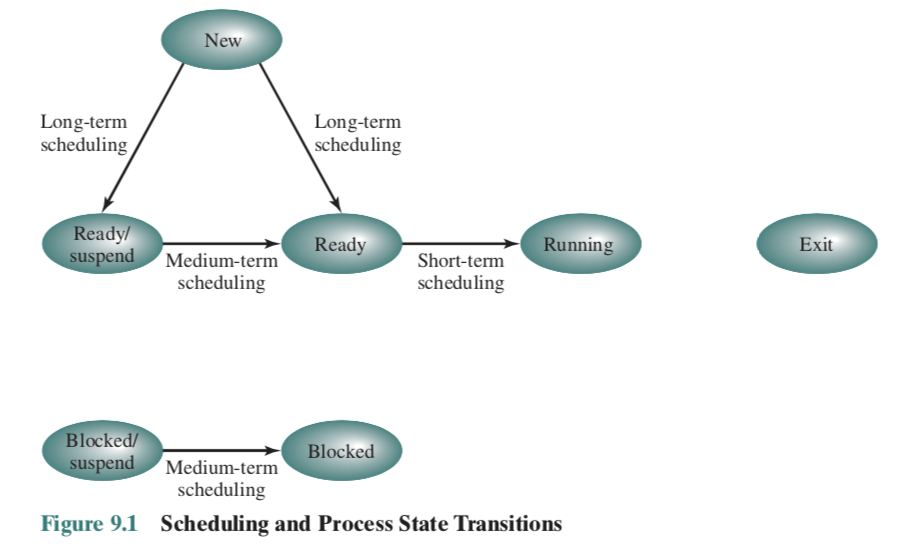 New
Long-term
scheduling
Long-term
scheduling
Ready/
suspend
Medium-term
scheduling
Ready
Short-term
scheduling
Running
Exit
Blocked/
suspend
Medium-term
scheduling
Blocked
Figure 9.1 Scheduling and Process State Transitions